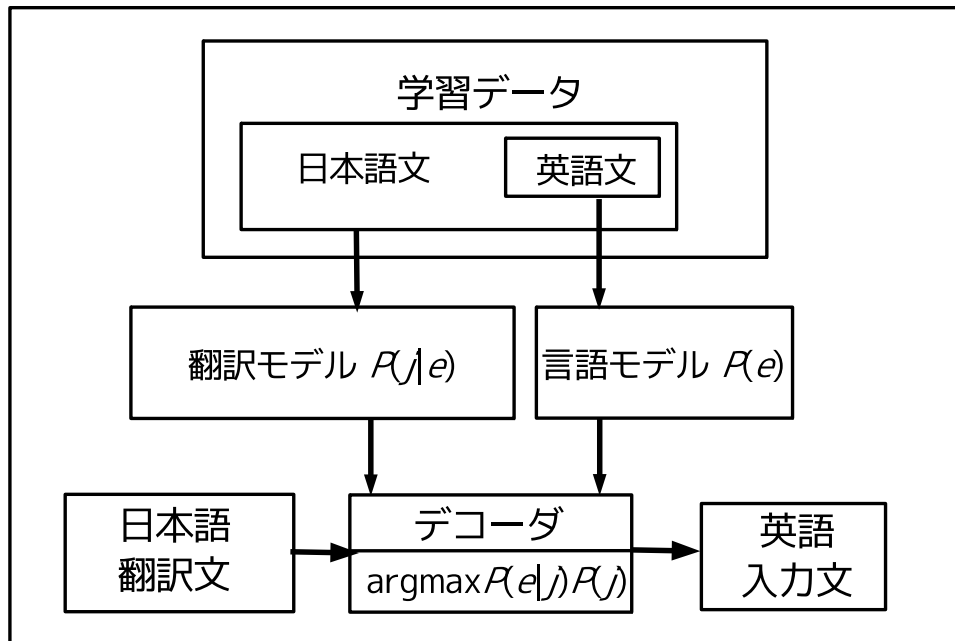 学習データ
日本語文
英語文
翻訳モデル P(j|e)
言語モデル P(e)
日本語
翻訳文
デコーダ
argmaxP(e|j)P(j)
英語
入力文